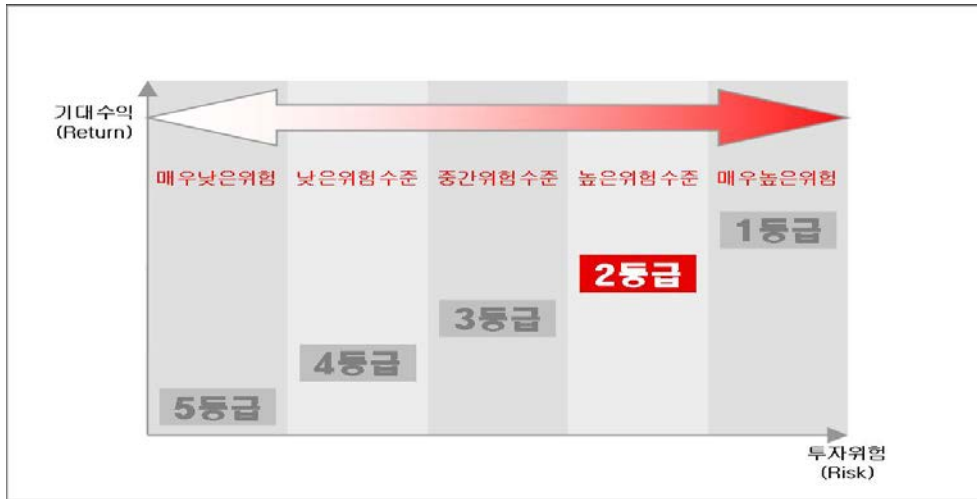 기대수익
(Return)
매우낮은위험 낮은위험수준 중간위험수준 높은위험수준 매우높은위험
1등급
2등급
3등급
4등급
5등급
투자위험
(Risk)